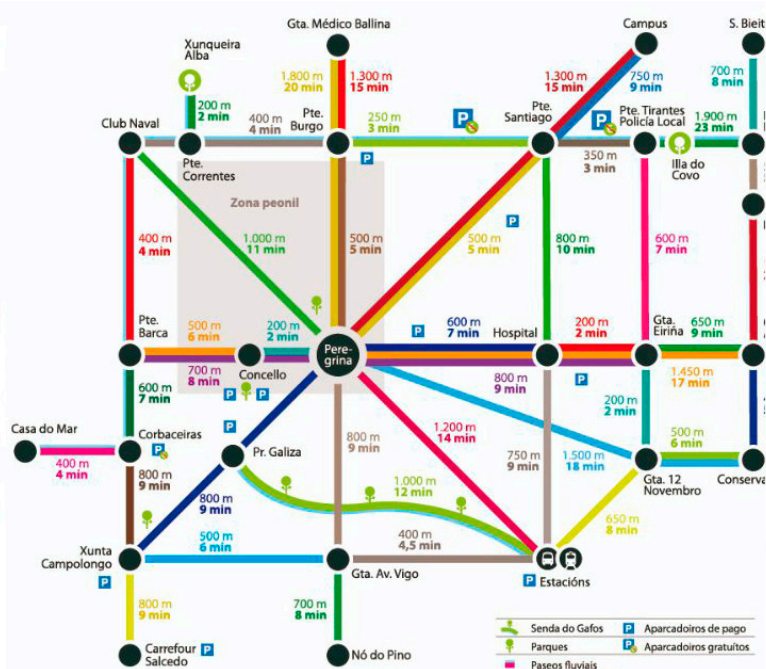 Gta. Médico Ballina
Campus
S. Bieit
Xunqueira
Alba
1.800 m
20 min
1.300 m
15 min
1.300 m
15 min
750 m
9 min
700 m
8 min
200 m
2 min
400 m
4 min
Pte.
Burgo
250 m
3 min
P
Pte.
Santiago
P
Pte. Tirantes
Policía Local
1.900 m
23 min
Club Naval
Pte.
Correntes
P
350 m
3 min
Illa do
Covo
Zona peonil
400 m
4 min
1.000 m
11 min
500 m
5 min
500 m
5 min
P
800 m
10 min
600 m
7 min
Pte.
Barca
500 m
6 min
200 m
2 min
Pere-
grina
P
600 m
7 min
Hospital
200 m
2 min
Gta.
Eiriña
650 m
9 min
700 m
8 min
Concello
800 m
9 min
P
1.450 m
17 min
600 m
7 min
P
P
P
200 m
2 min
Casa do Mar
Corbaceiras
P
400 m
4 min
Pr. Galiza
800 m
9 min
1.200 m
14 min
750 m
9 min
1.500 m
18 min
500 m
6 min
800 m
9 min
800 m
9 min
1.000 m
12 min
Gta. 12
Novembro
Conserva
650 m
8 min
Xunta
Campolongo
500 m
6 min
400 m
4,5 min
P
Gta. Av. Vigo
P
Estacións
800 m
9 min
700 m
8 min
Carrefour
Salcedo
P
Nó do Pino
Senda do Gafos
P
Aparcadoiros de pago
Parques
P
Aparcadoiros gratuítos
Paseos fluviais